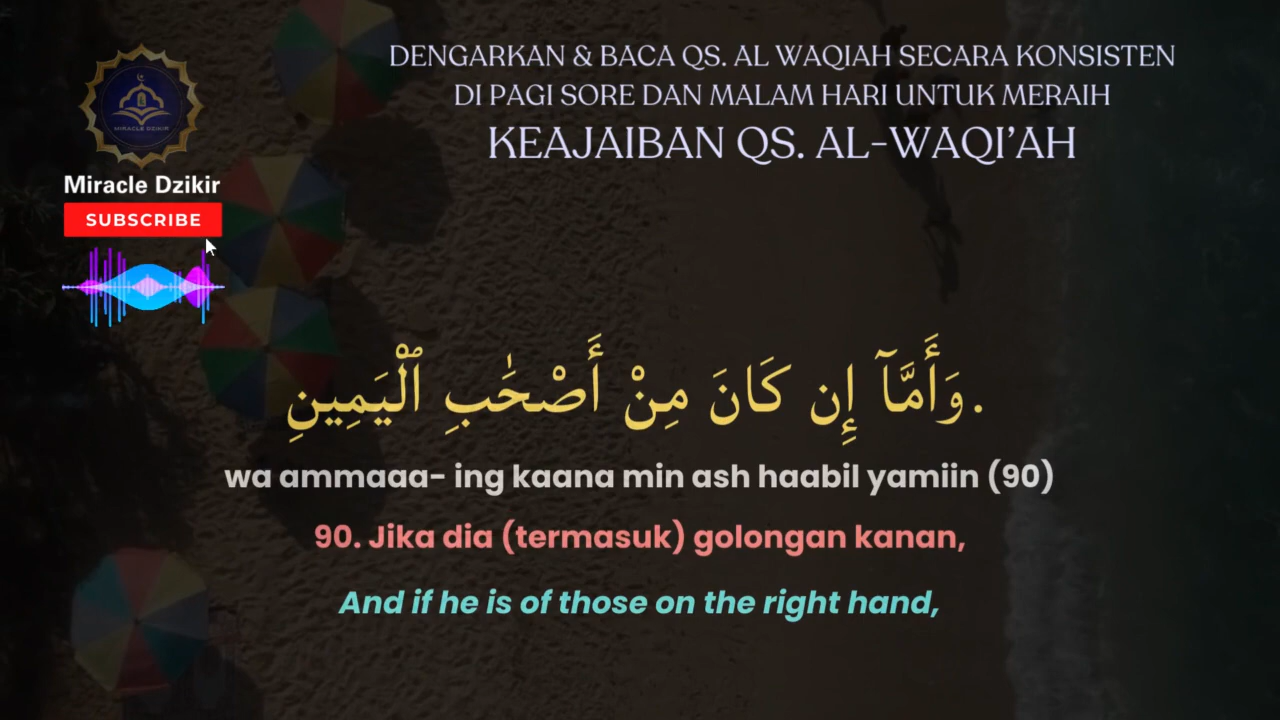 DENGARKAN & BACA QS. AL WAQIAH SECARA KONSISTEN
DI PAGI SORE DAN MALAM HARI UNTUK MERAIH
KEAJAIBAN QS. AL-WAQI'AH
MIRACLE DZIKIR
Miracle Dzikir
SUBSCRIBE
وَأَمَّآ إِن كَانَ مِنْ أَصْحَٰبِ ٱلْيَمِينِ.
wa ammaaa- ing kaana min ash haabil yamiin (90)
90. Jika dia (termasuk) golongan kanan,
And if he is of those on the right hand,